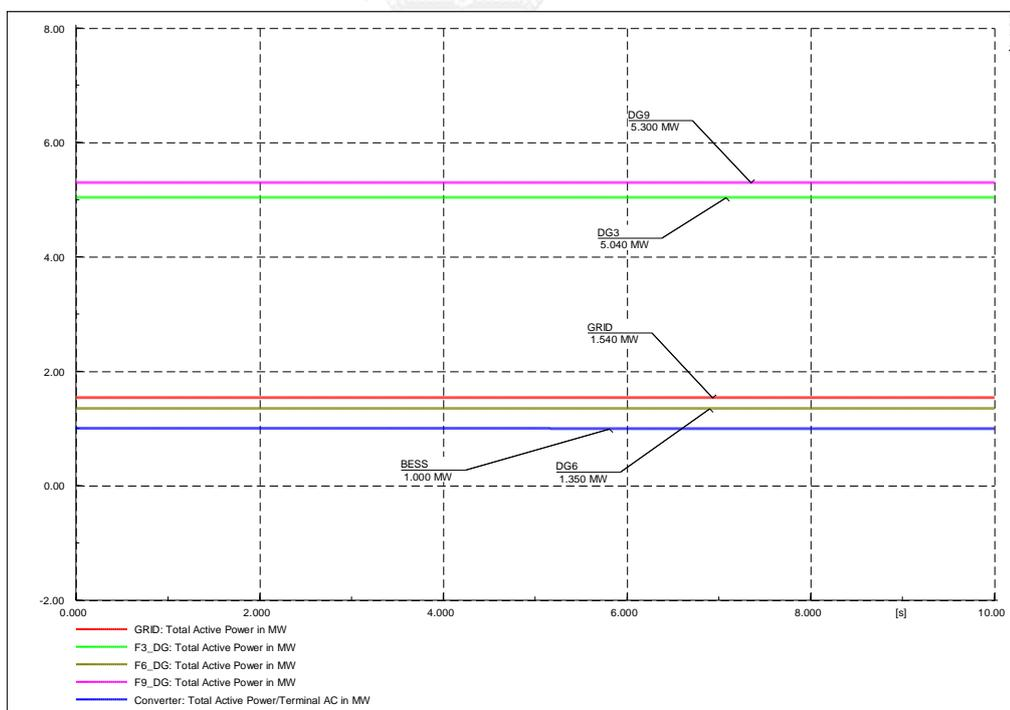 8.00
DG9
5.300 MW
6.00
DG3
5.040 MW
4.00
GRID
1.540 MW
2.00
BESS
1.000 MW
DG6
1.350 MW
0.00
-2.00
0.000 2.000 4.000 6.000 8.000 [s] 10.00
GRID: Total Active Power in MW
F3_DG: Total Active Power in MW
F6_DG: Total Active Power in MW
F9_DG: Total Active Power in MW
Converter: Total Active Power/Terminal AC in MW